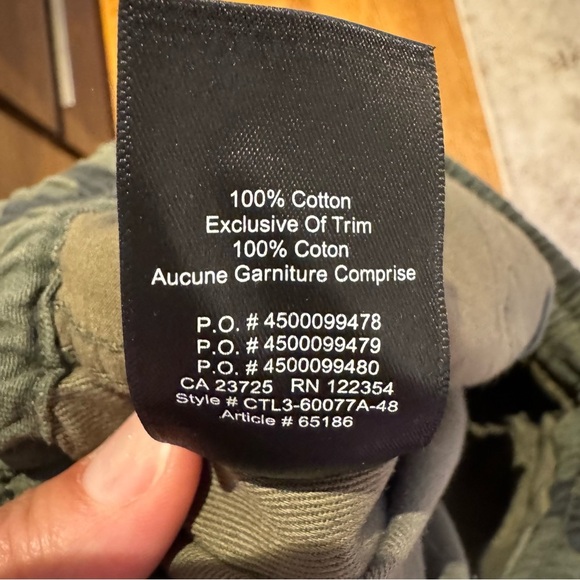 100% Cotton
Exclusive Of Trim
100% Coton
Aucune Garniture Comprise
P.O. # 4500099478
P.O. # 4500099479
P.O. # 4500099480
CA 23725 RN 122354
Style # CTL3-60077A-48
Article # 65186